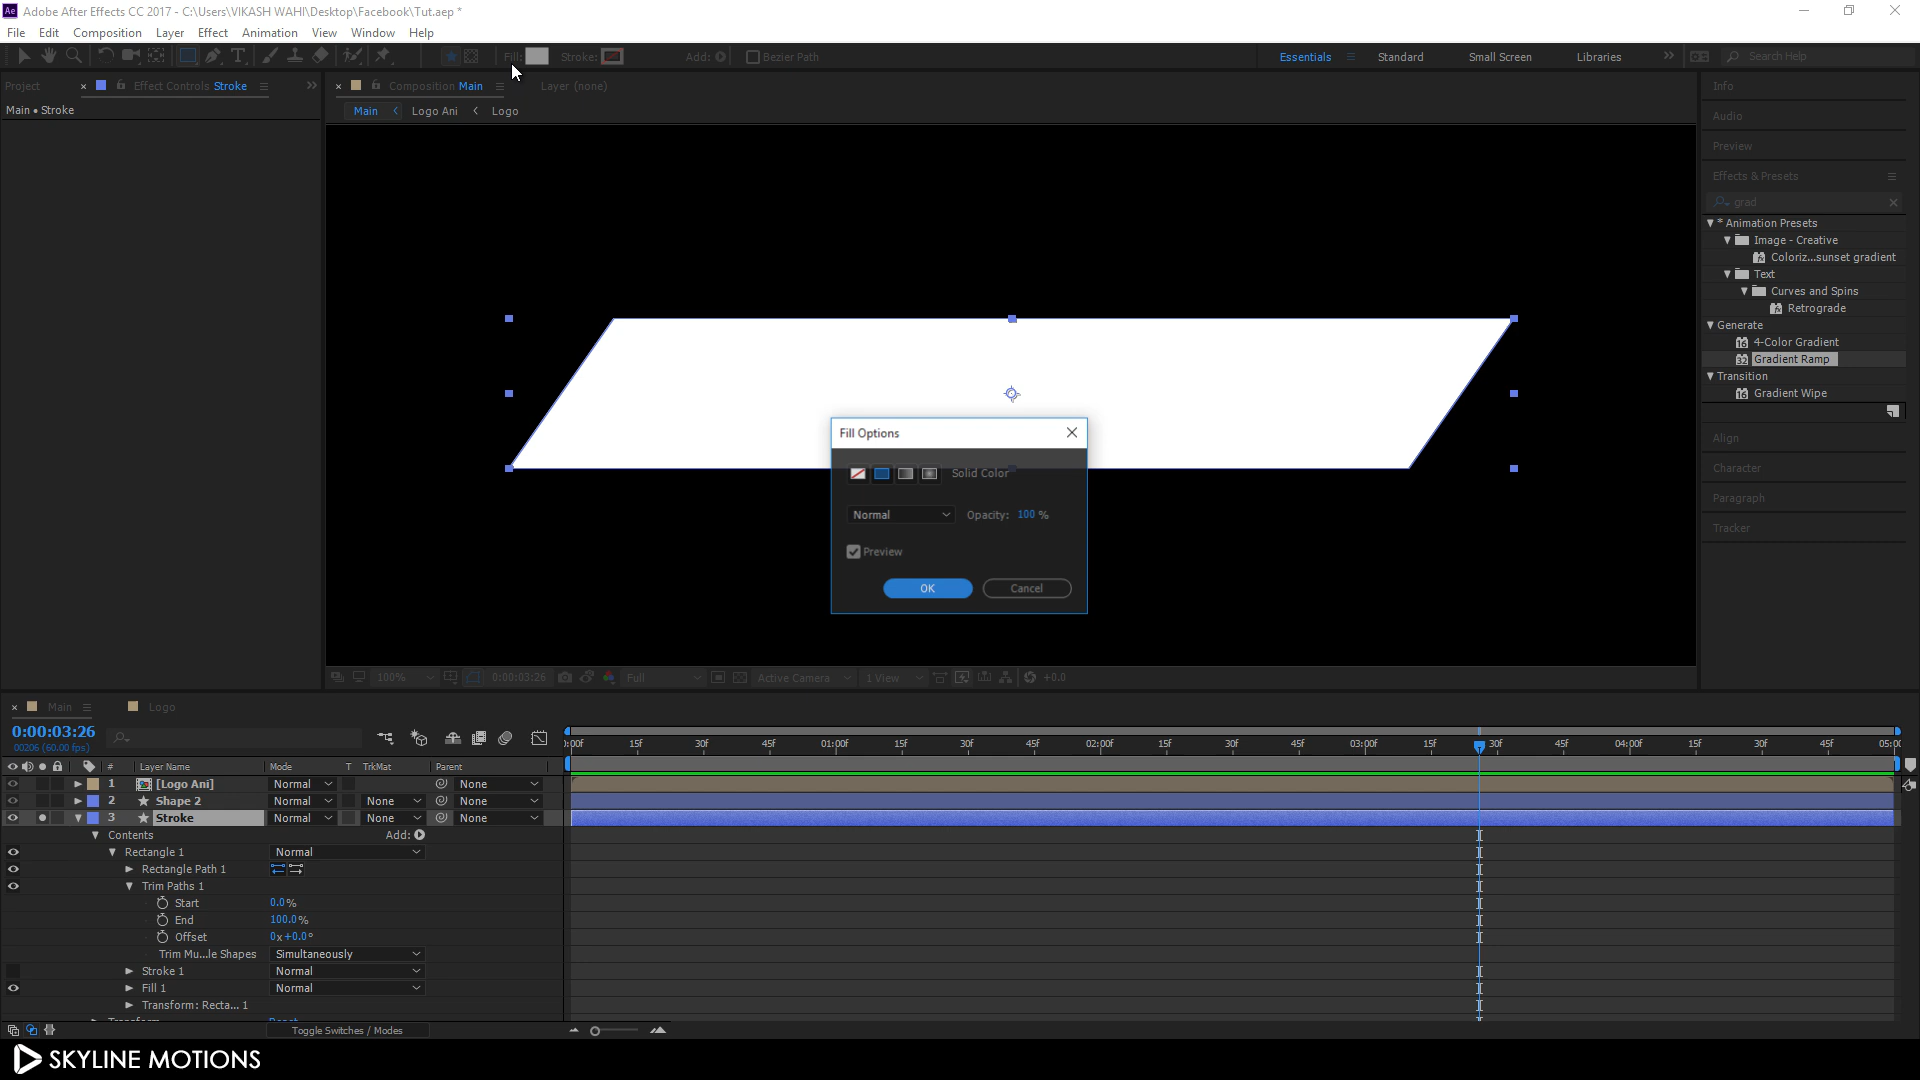 Adobe After Effects CC 2017 - C:\Users\VIKASH WAHI\Desktop\Facebook\Tut.aep *
File Edit Composition Layer Effect Animation View Window Help
Fill: Stroke: Add: Bezier Path Essentials Standard Small Screen Libraries Search Help
Project Effect Controls Stroke Composition Main Layer (none)
Main • Stroke
Main Logo Ani Logo
Info
Audio
Preview
Effects & Presets
grad
* Animation Presets
Image - Creative
Coloriz...sunset gradient
Text
Curves and Spins
Retrograde
Generate
4-Color Gradient
Gradient Ramp
Transition
Gradient Wipe
Align
Character
Paragraph
Tracker
Fill Options
Solid Color
Normal Opacity: 100 %
Preview
OK Cancel
100% 0:00:03:26 Full Active Camera 1 View +0.0
Main Logo
0:00:03:26
00206 (60.00 fps)
):00f 15f 30f 45f 01:00f 15f 30f 45f 02:00f 15f 30f 45f 03:00f 15f 30f 45f 04:00f 15f 30f 45f 05:00
# Layer Name Mode T TrkMat Parent
1 [Logo Ani] Normal None
2 Shape 2 Normal None None
3 Stroke Normal None None
Contents Add:
Rectangle 1 Normal
Rectangle Path 1
Trim Paths 1
Start 0.0%
End 100.0%
Offset 0x+0.0°
Trim Mu...le Shapes Simultaneously
Stroke 1 Normal
Fill 1 Normal
Transform: Recta... 1
Transform Reset
Toggle Switches / Modes
SKYLINE MOTIONS